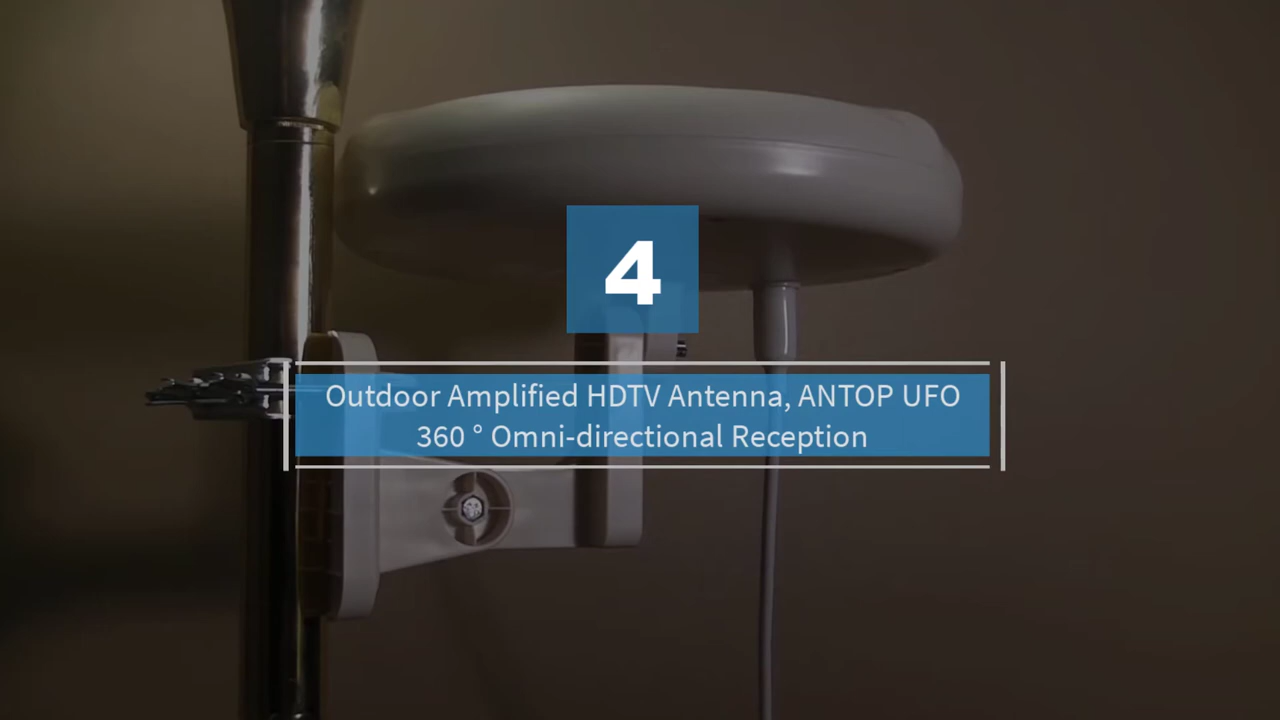 4
Outdoor Amplified HDTV Antenna, ANTOP UFO
360 ° Omni-directional Reception